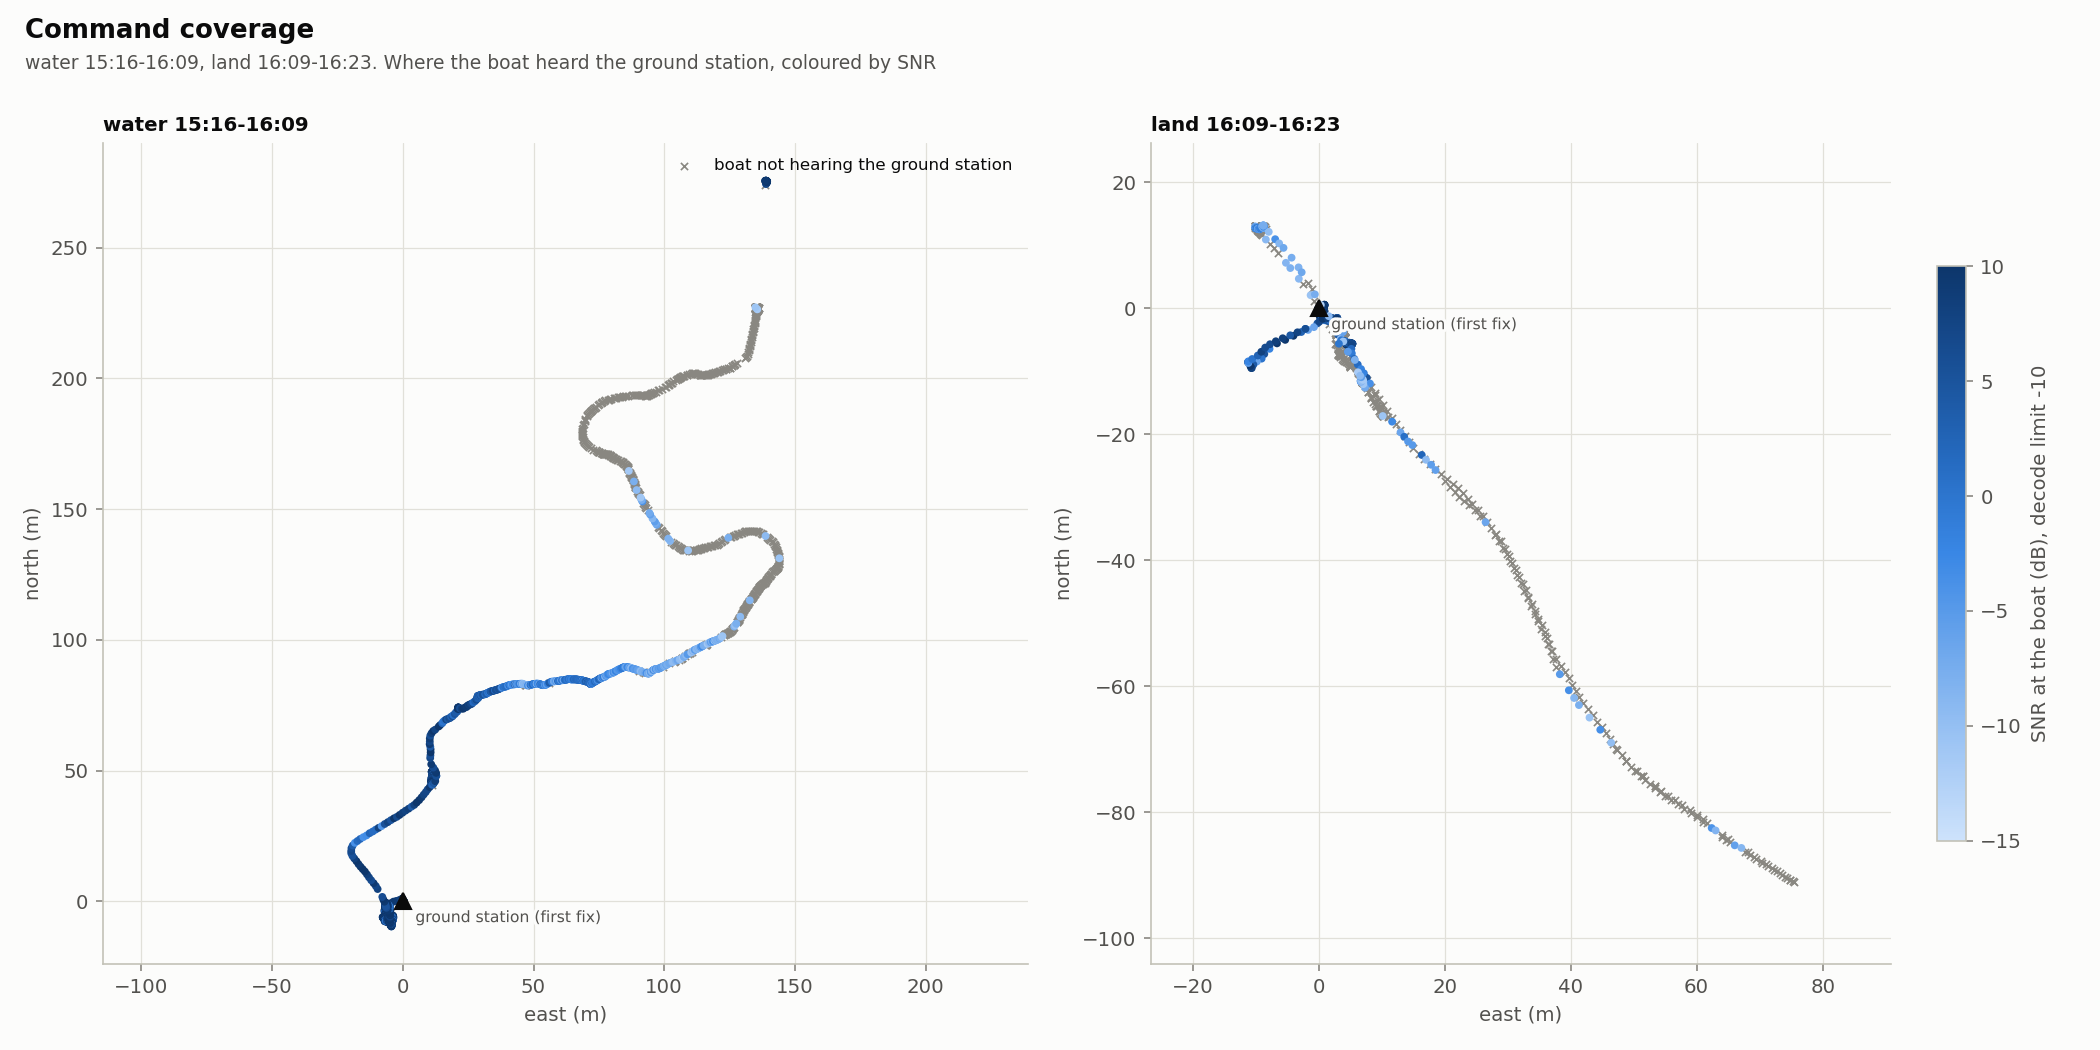 Command coverage
water 15:16-16:09, land 16:09-16:23. Where the boat heard the ground station, coloured by SNR
water 15:16-16:09
boat not hearing the ground station
250
200
150
100
50
0
north (m)
ground station (first fix)
−100
−50
0
50
100
150
200
east (m)
land 16:09-16:23
20
0
−20
−40
−60
−80
−100
north (m)
ground station (first fix)
−20
0
20
40
60
80
east (m)
10
5
0
−5
−10
−15
SNR at the boat (dB), decode limit -10